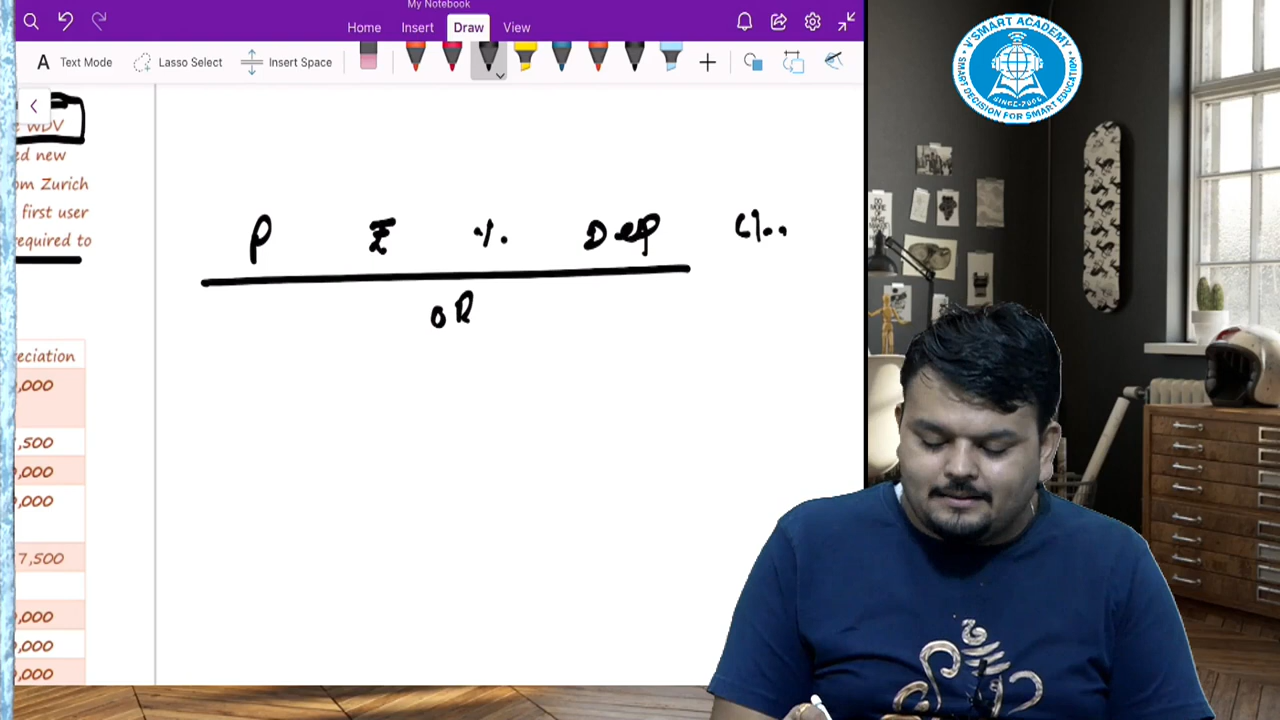 My Notebook
Home Insert Draw View
Text Mode Lasso Select Insert Space
V'SMART ACADEMY
SINCE-2006
SMART DECISION FOR SMART EDUCATION
WDV
ed new
om Zurich
first user
required to
P ₹ %. Dep Cl..
OR
eciation
,000
,500
,000
,000
7,500
,000
,000
,000